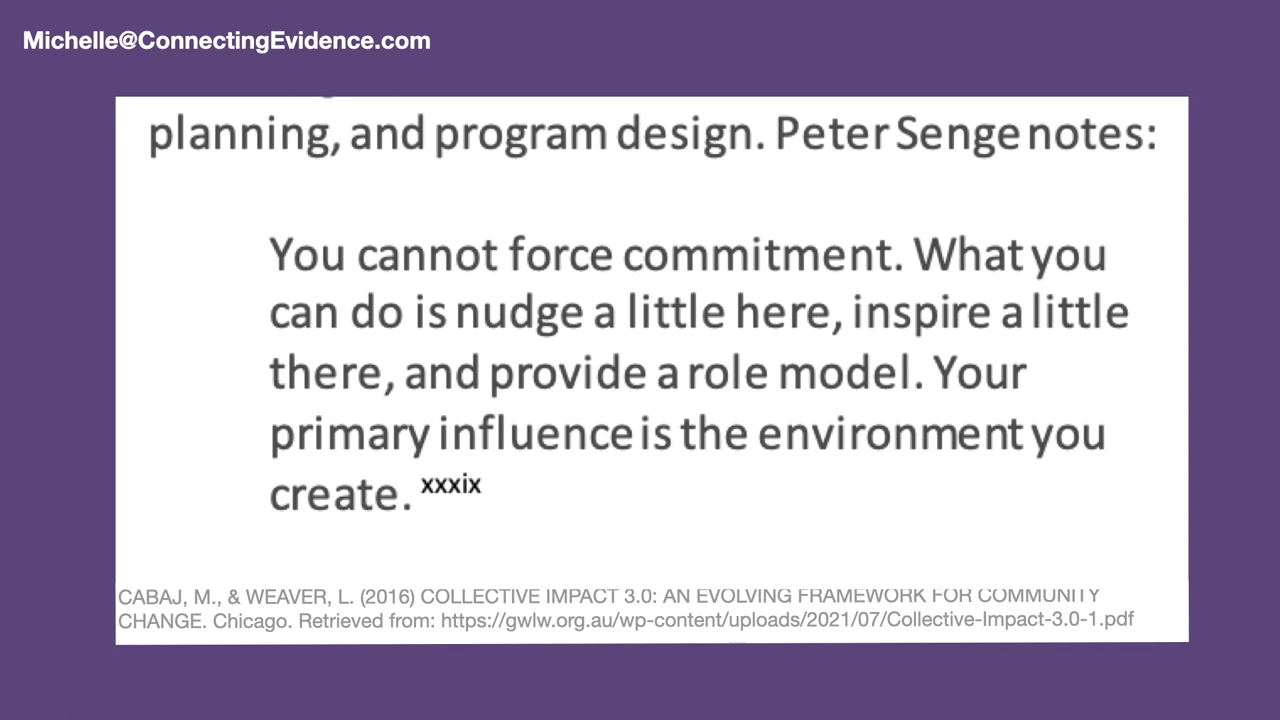 Michelle@ConnectingEvidence.com
planning, and program design. Peter Senge notes:
You cannot force commitment. What you
can do is nudge a little here, inspire a little
there, and provide a role model. Your
primary influence is the environment you
create. xxxix
CABAJ, M., & WEAVER, L. (2016) COLLECTIVE IMPACT 3.0: AN EVOLVING FRAMEWORK FOR COMMUNITY
CHANGE. Chicago. Retrieved from: https://gwlw.org.au/wp-content/uploads/2021/07/Collective-Impact-3.0-1.pdf